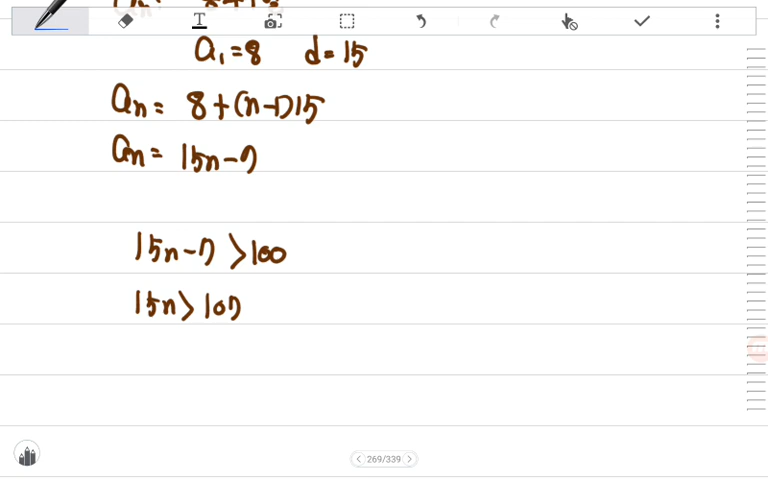 a₁ = 8 d = 15
aₙ = 8 + (n-1)15
aₙ = 15n - 7
15n - 7 > 100
15n > 107
269/339